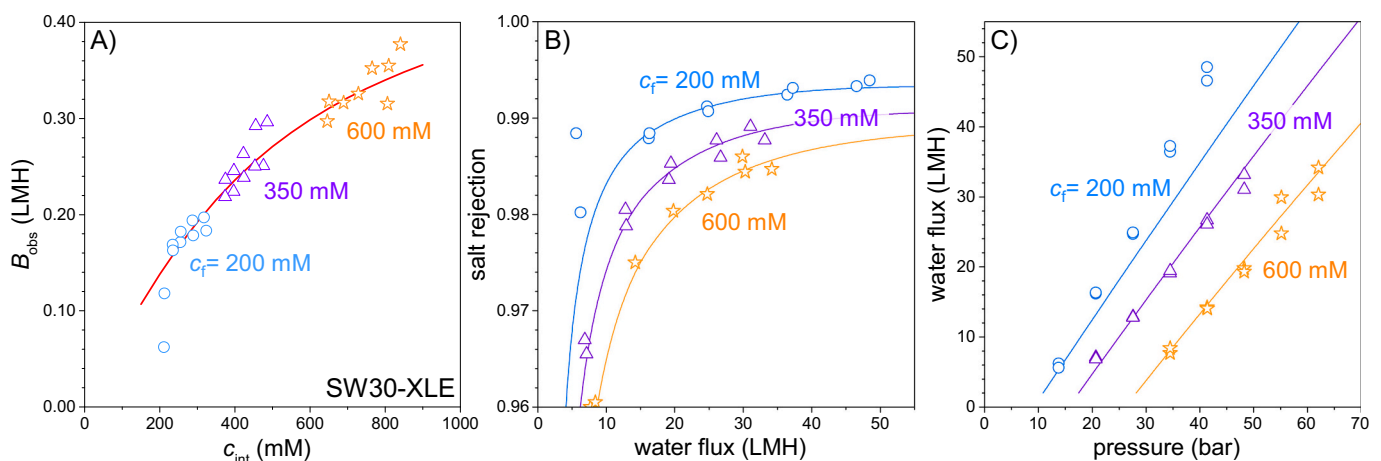 A)
0.40
0.30
0.20
0.10
0.00
B_obs (LMH)
600 mM
350 mM
c_f = 200 mM
SW30-XLE
0 200 400 600 800 1000
c_int (mM)
B)
1.00
0.99
0.98
0.97
0.96
salt rejection
c_f= 200 mM
350 mM
600 mM
0 10 20 30 40 50
water flux (LMH)
C)
50
40
30
20
10
0
water flux (LMH)
350 mM
c_f= 200 mM
600 mM
0 10 20 30 40 50 60 70
pressure (bar)